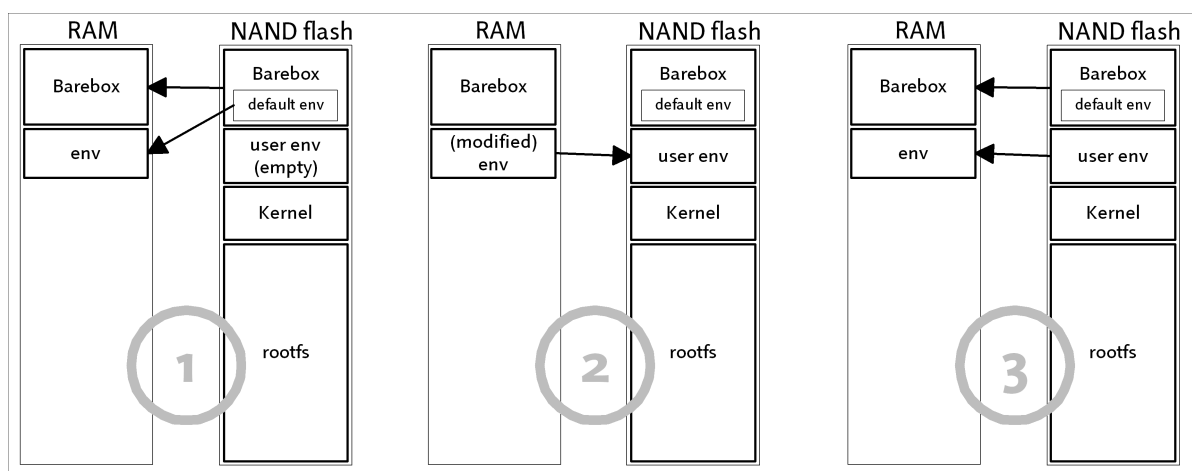 RAM
NAND flash
Barebox
Barebox
default env
env
user env
(empty)
Kernel
rootfs
1
RAM
NAND flash
Barebox
Barebox
default env
(modified)
env
user env
Kernel
rootfs
2
RAM
NAND flash
Barebox
Barebox
default env
env
user env
Kernel
rootfs
3